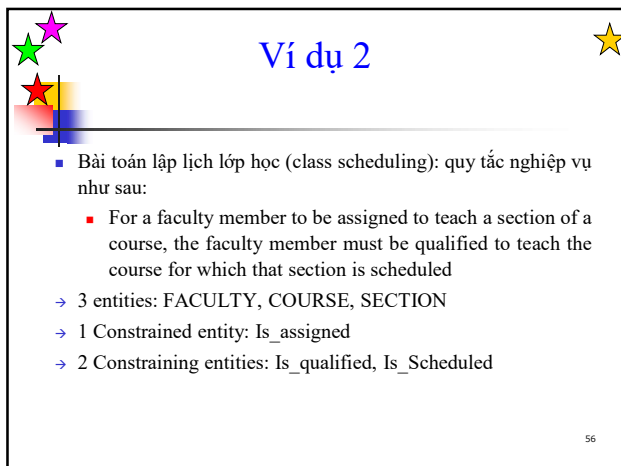 Ví dụ 2
Bài toán lập lịch lớp học (class scheduling): quy tắc nghiệp vụ
như sau:
For a faculty member to be assigned to teach a section of a
course, the faculty member must be qualified to teach the
course for which that section is scheduled
→ 3 entities: FACULTY, COURSE, SECTION
→ 1 Constrained entity: Is_assigned
→ 2 Constraining entities: Is_qualified, Is_Scheduled
56